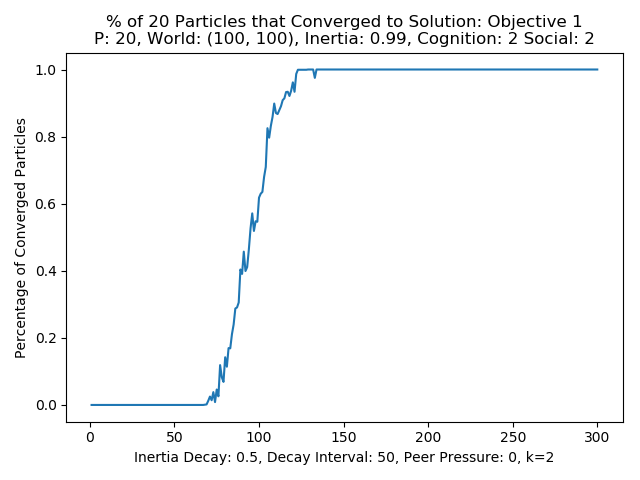 % of 20 Particles that Converged to Solution: Objective 1
P: 20, World: (100, 100), Inertia: 0.99, Cognition: 2 Social: 2
Percentage of Converged Particles
1.0
0.8
0.6
0.4
0.2
0.0
0 50 100 150 200 250 300
Inertia Decay: 0.5, Decay Interval: 50, Peer Pressure: 0, k=2